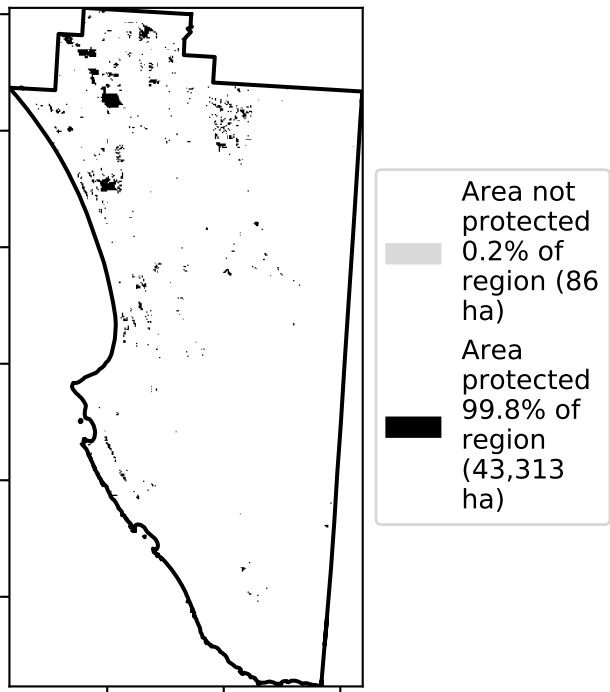 Area not
protected
0.2% of
region (86
ha)
Area
protected
99.8% of
region
(43,313
ha)